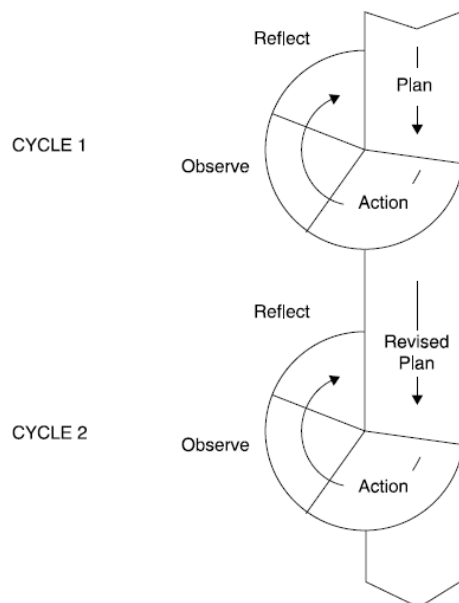 Reflect
Plan
CYCLE 1
Observe
Action
Reflect
Revised
Plan
CYCLE 2
Observe
Action